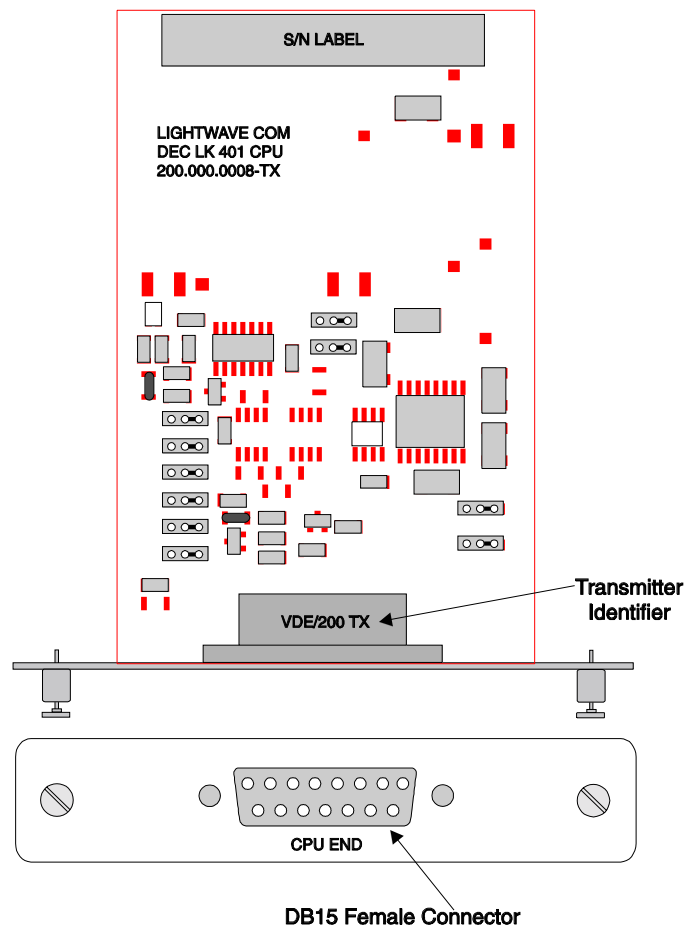 S/N LABEL
LIGHTWAVE COM
DEC LK 401 CPU
200.000.0008-TX
Transmitter
Identifier
VDE/200 TX
CPU END
DB15 Female Connector